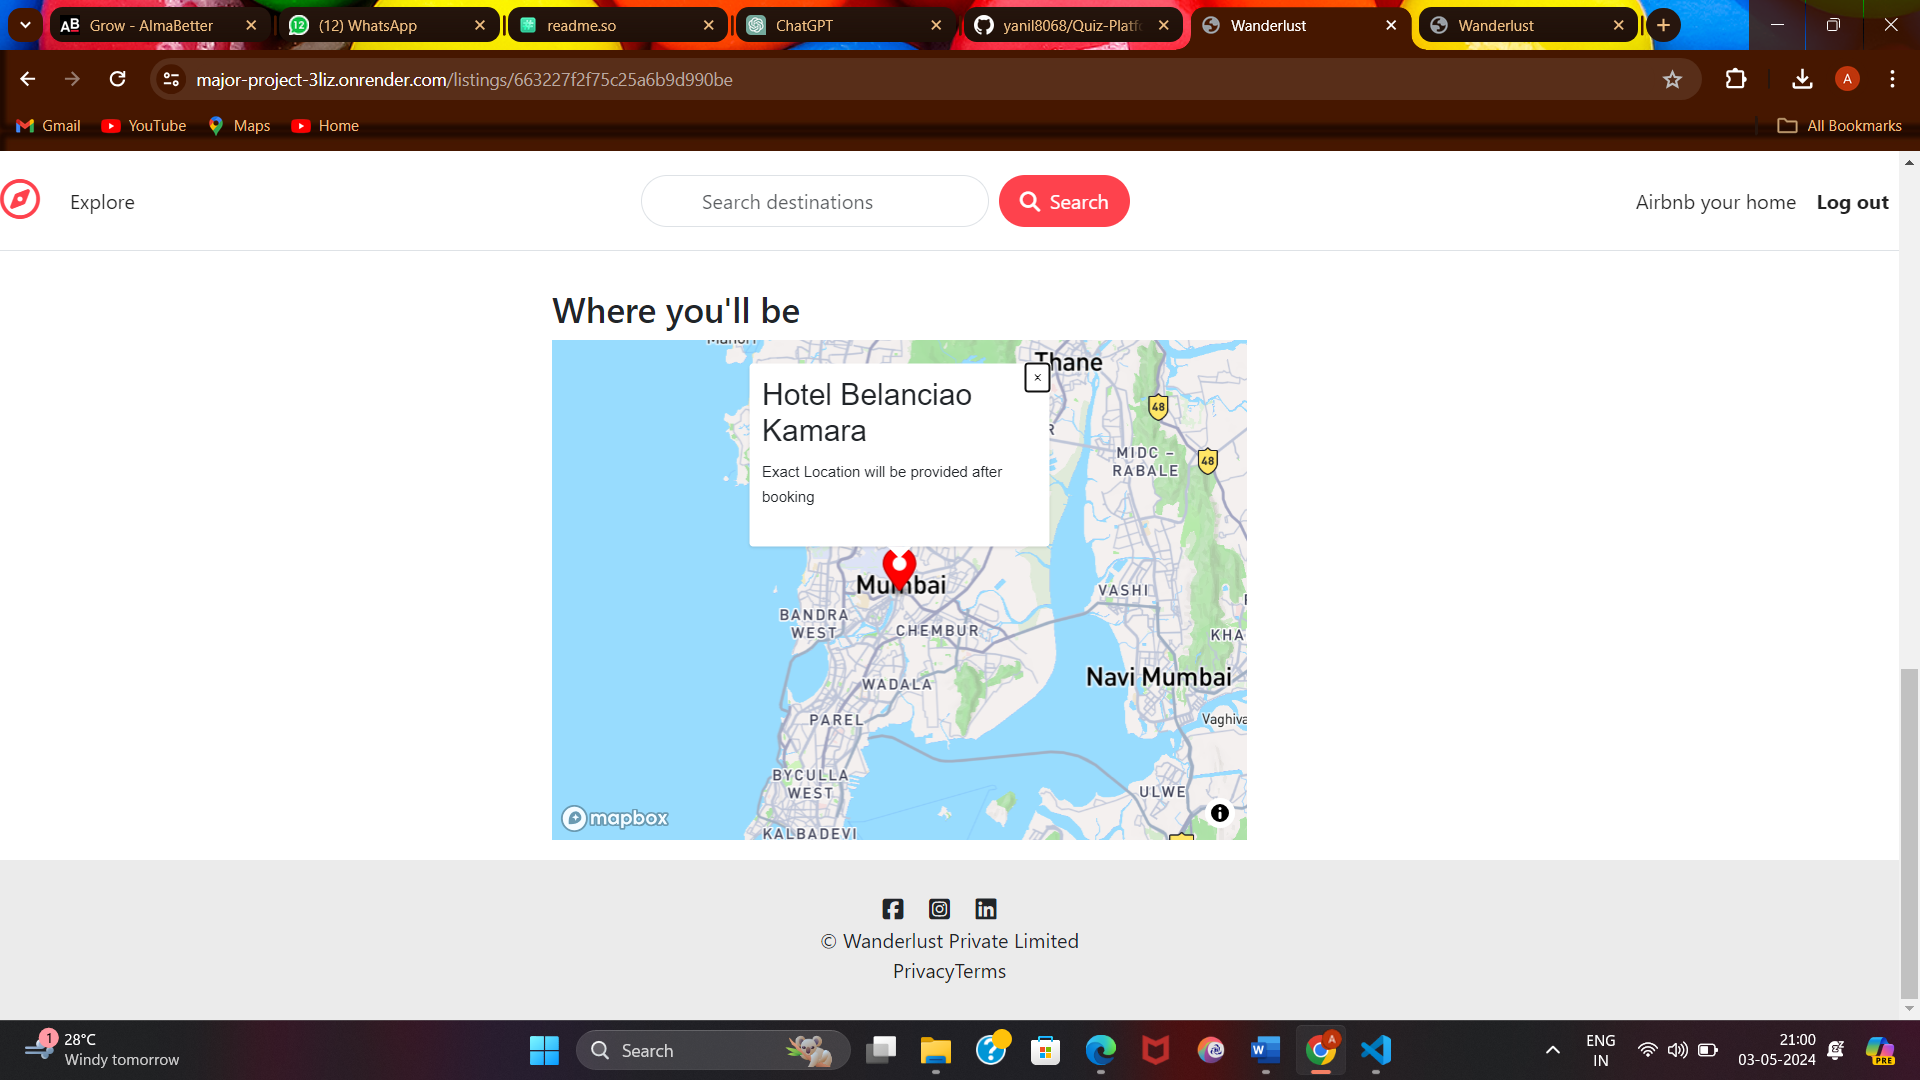 Grow - AlmaBetter
(12) WhatsApp
readme.so
ChatGPT
yanil8068/Quiz-Platfo
Wanderlust
Wanderlust
major-project-3liz.onrender.com/listings/663227f2f75c25a6b9d990be
A
Gmail
YouTube
Maps
Home
All Bookmarks
Explore
Search destinations
Search
Airbnb your home
Log out
Where you'll be
Thane
Hotel Belanciao
Kamara
Exact Location will be provided after
booking
48
48
MIDC -
RABALE
Mumbai
VASHI
BANDRA
WEST
CHEMBUR
KHA
WADALA
Navi Mumbai
PAREL
Vaghiva
BYCULLA
WEST
ULWE
mapbox
KALBADEVI
© Wanderlust Private Limited
PrivacyTerms
1
28°C
Windy tomorrow
Search
ENG
IN
21:00
03-05-2024
PRE